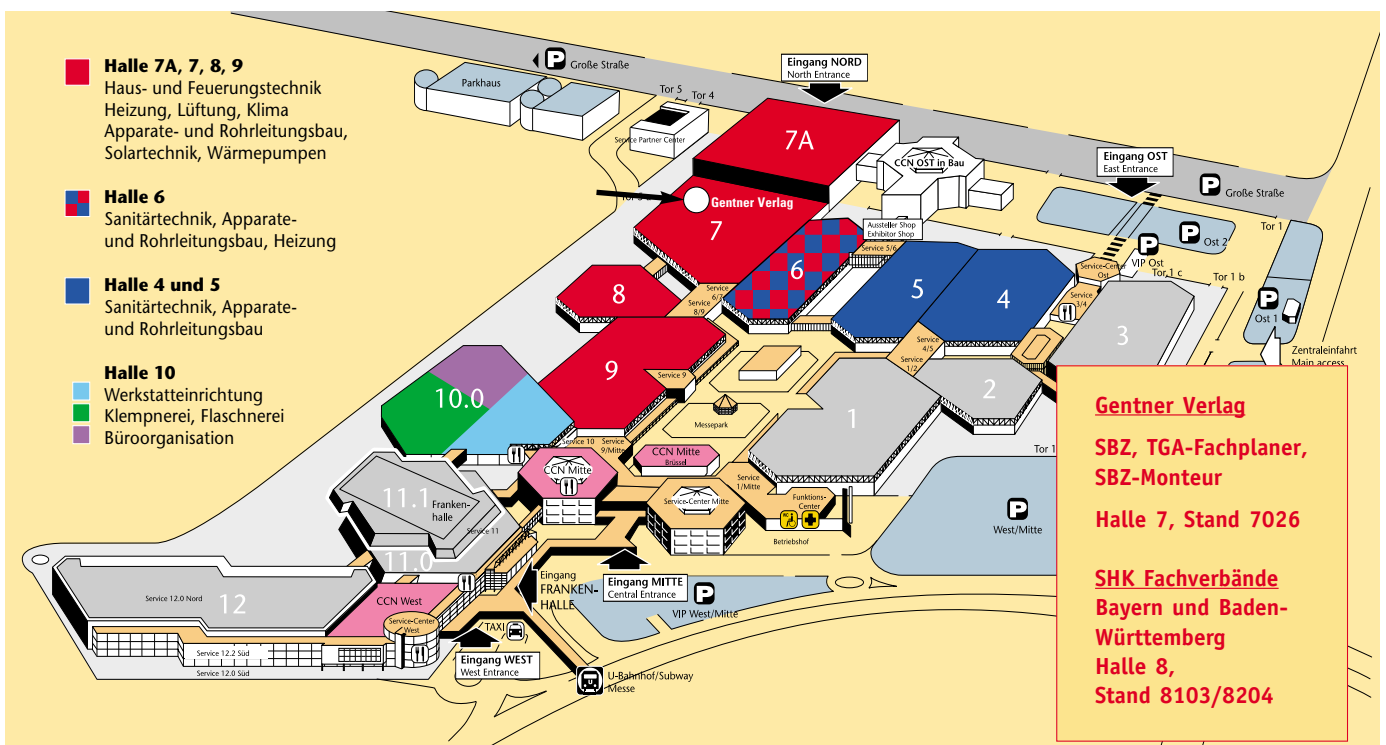 Halle 7A, 7, 8, 9
Haus- und Feuerungstechnik
Heizung, Lüftung, Klima
Apparate- und Rohrleitungsbau,
Solartechnik, Wärmepumpen
Halle 6
Sanitärtechnik, Apparate-
und Rohrleitungsbau, Heizung
Halle 4 und 5
Sanitärtechnik, Apparate-
und Rohrleitungsbau
Halle 10
Werkstatteinrichtung
Klempnerei, Flaschnerei
Büroorganisation
P
Große Straße
Parkhaus
Tor 5
Tor 4
Service Partner Center
Eingang NORD
North Entrance
7A
CCN OST in Bau
Eingang OST
East Entrance
P
Große Straße
Gentner Verlag
7
Aussteller Shop
Exhibitor Shop
Service 5/6
6
Tor 1
P
Ost 2
P
VIP Ost
Service-Center
Ost
Tor 1 c
Tor 1 b
P
Ost 1
Service
3/4
Zentraleinfahrt
Main access
8
Service
6/7
Service
8/9
5
4
3
Service
4/5
Service
1/2
2
9
Service 9
1
Messepark
10.0
Service 10
Service
9/Mitte
CCN Mitte
CCN Mitte
Brüssel
Service
1/Mitte
Service-Center Mitte
Funktions-
Center
Betriebshof
Tor 1
P
West/Mitte
11.1
Franken-
halle
Service 11
11.0
Eingang
FRANKEN-
HALLE
Eingang MITTE
Central Entrance
P
VIP West/Mitte
Service 12.0 Nord
12
CCN West
Service-Center
West
Service 12.2 Süd
Service 12.0 Süd
TAXI
Eingang WEST
West Entrance
U
U-Bahnhof/Subway
Messe
Gentner Verlag
SBZ, TGA-Fachplaner,
SBZ-Monteur
Halle 7, Stand 7026
SHK Fachverbände
Bayern und Baden-
Württemberg
Halle 8,
Stand 8103/8204